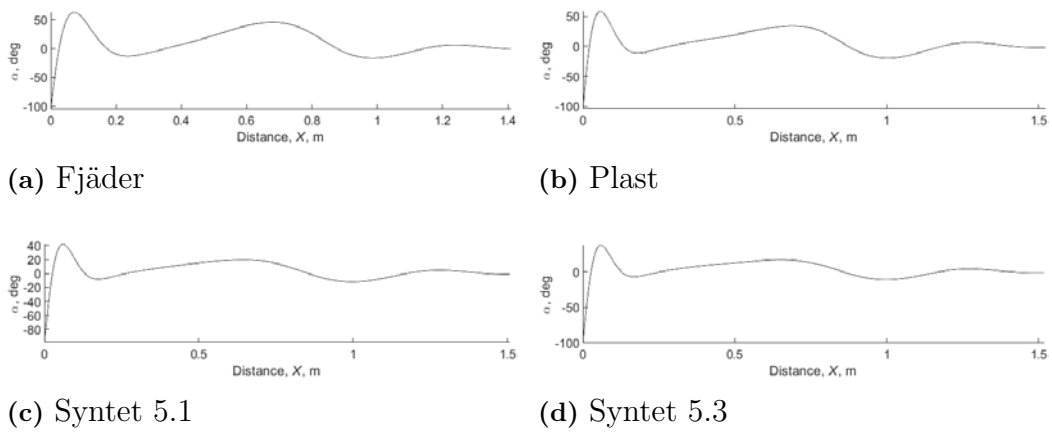 α, deg
50
0
-50
-100
0 0.2 0.4 0.6 0.8 1 1.2 1.4
Distance, X, m
(a) Fjäder
α, deg
50
0
-50
-100
0 0.5 1 1.5
Distance, X, m
(b) Plast
α, deg
40
20
0
-20
-40
-60
-80
0 0.5 1 1.5
Distance, X, m
(c) Syntet 5.1
α, deg
0
-50
-100
0 0.5 1 1.5
Distance, X, m
(d) Syntet 5.3